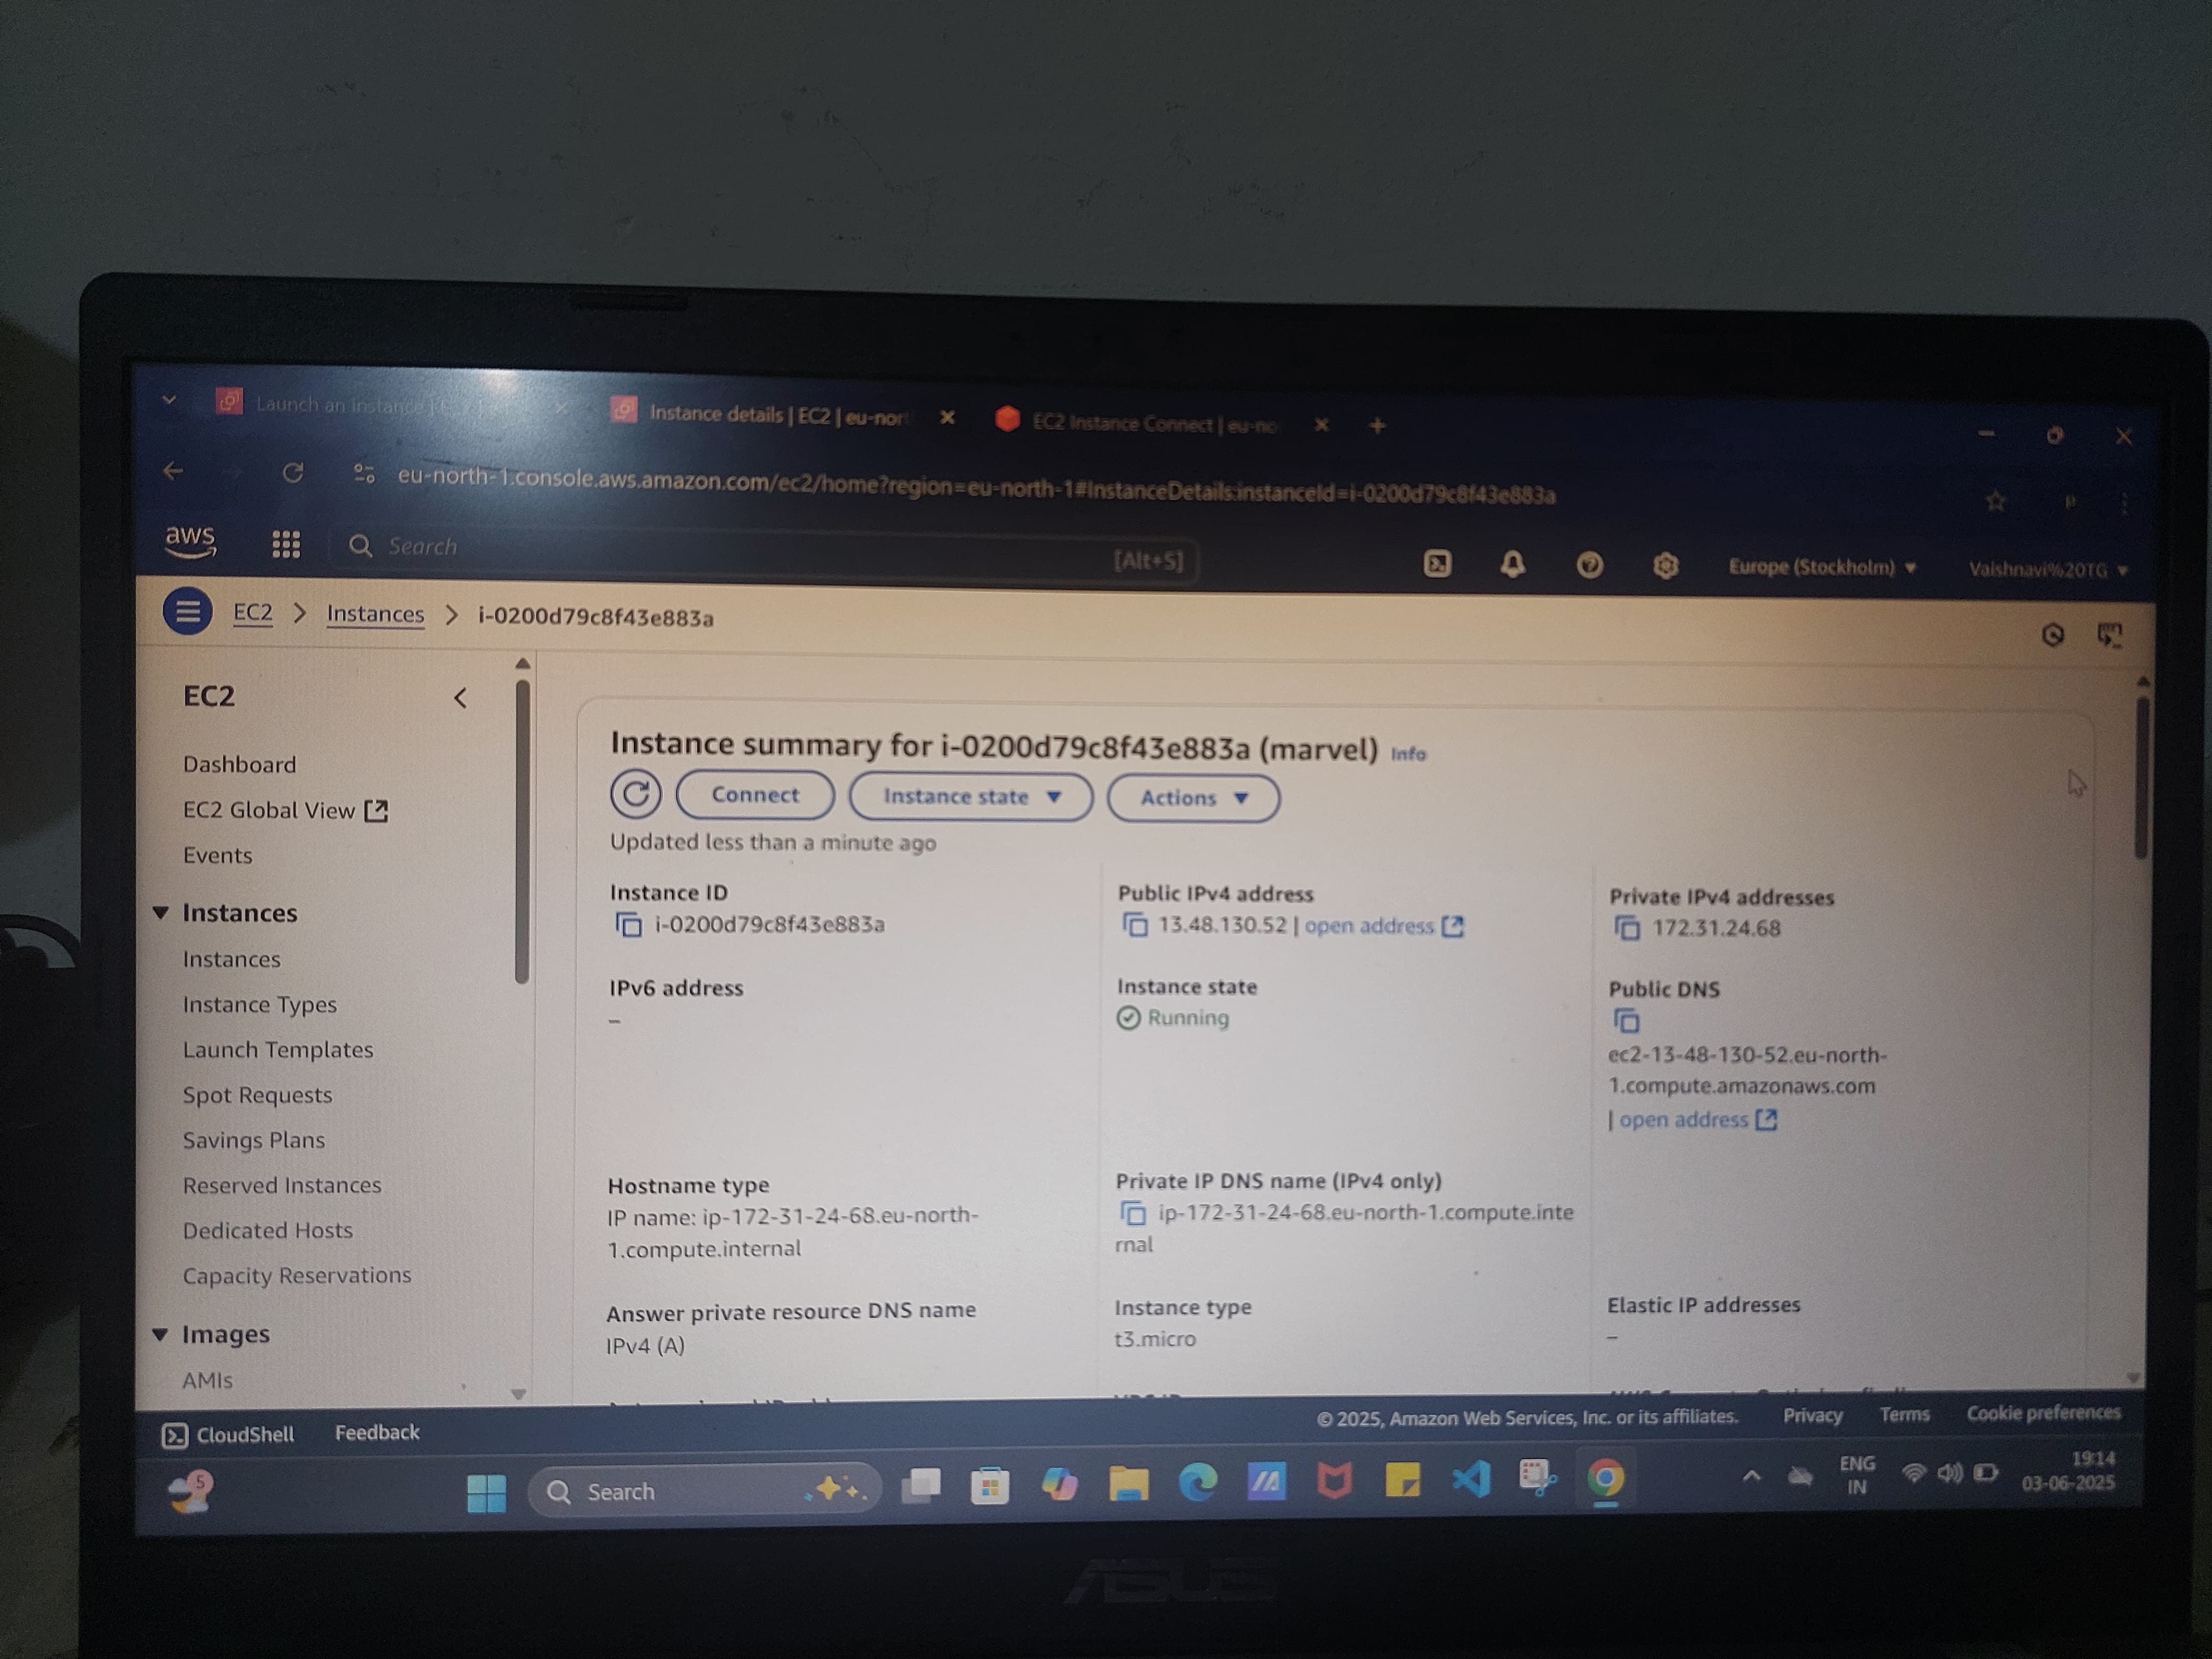 Launch an instance |
Instance details | EC2 | eu-nor
EC2 Instance Connect | eu-no
eu-north-1.console.aws.amazon.com/ec2/home?region=eu-north-1#InstanceDetails:instanceId=i-0200d79c8f43e883a
aws
Search
[Alt+S]
Europe (Stockholm)
Vaishnavi%20TG
EC2 > Instances > i-0200d79c8f43e883a
EC2
Dashboard
EC2 Global View
Events
Instances
Instances
Instance Types
Launch Templates
Spot Requests
Savings Plans
Reserved Instances
Dedicated Hosts
Capacity Reservations
Images
AMIs
Instance summary for i-0200d79c8f43e883a (marvel) Info
Connect
Instance state
Actions
Updated less than a minute ago
Instance ID
i-0200d79c8f43e883a
Public IPv4 address
13.48.130.52 | open address
Private IPv4 addresses
172.31.24.68
IPv6 address
–
Instance state
Running
Public DNS
ec2-13-48-130-52.eu-north-
1.compute.amazonaws.com
| open address
Hostname type
IP name: ip-172-31-24-68.eu-north-
1.compute.internal
Private IP DNS name (IPv4 only)
ip-172-31-24-68.eu-north-1.compute.inte
rnal
Answer private resource DNS name
IPv4 (A)
Instance type
t3.micro
Elastic IP addresses
–
CloudShell
Feedback
© 2025, Amazon Web Services, Inc. or its affiliates.
Privacy
Terms
Cookie preferences
5
Search
ENG
IN
19:14
03-06-2025
ASUS